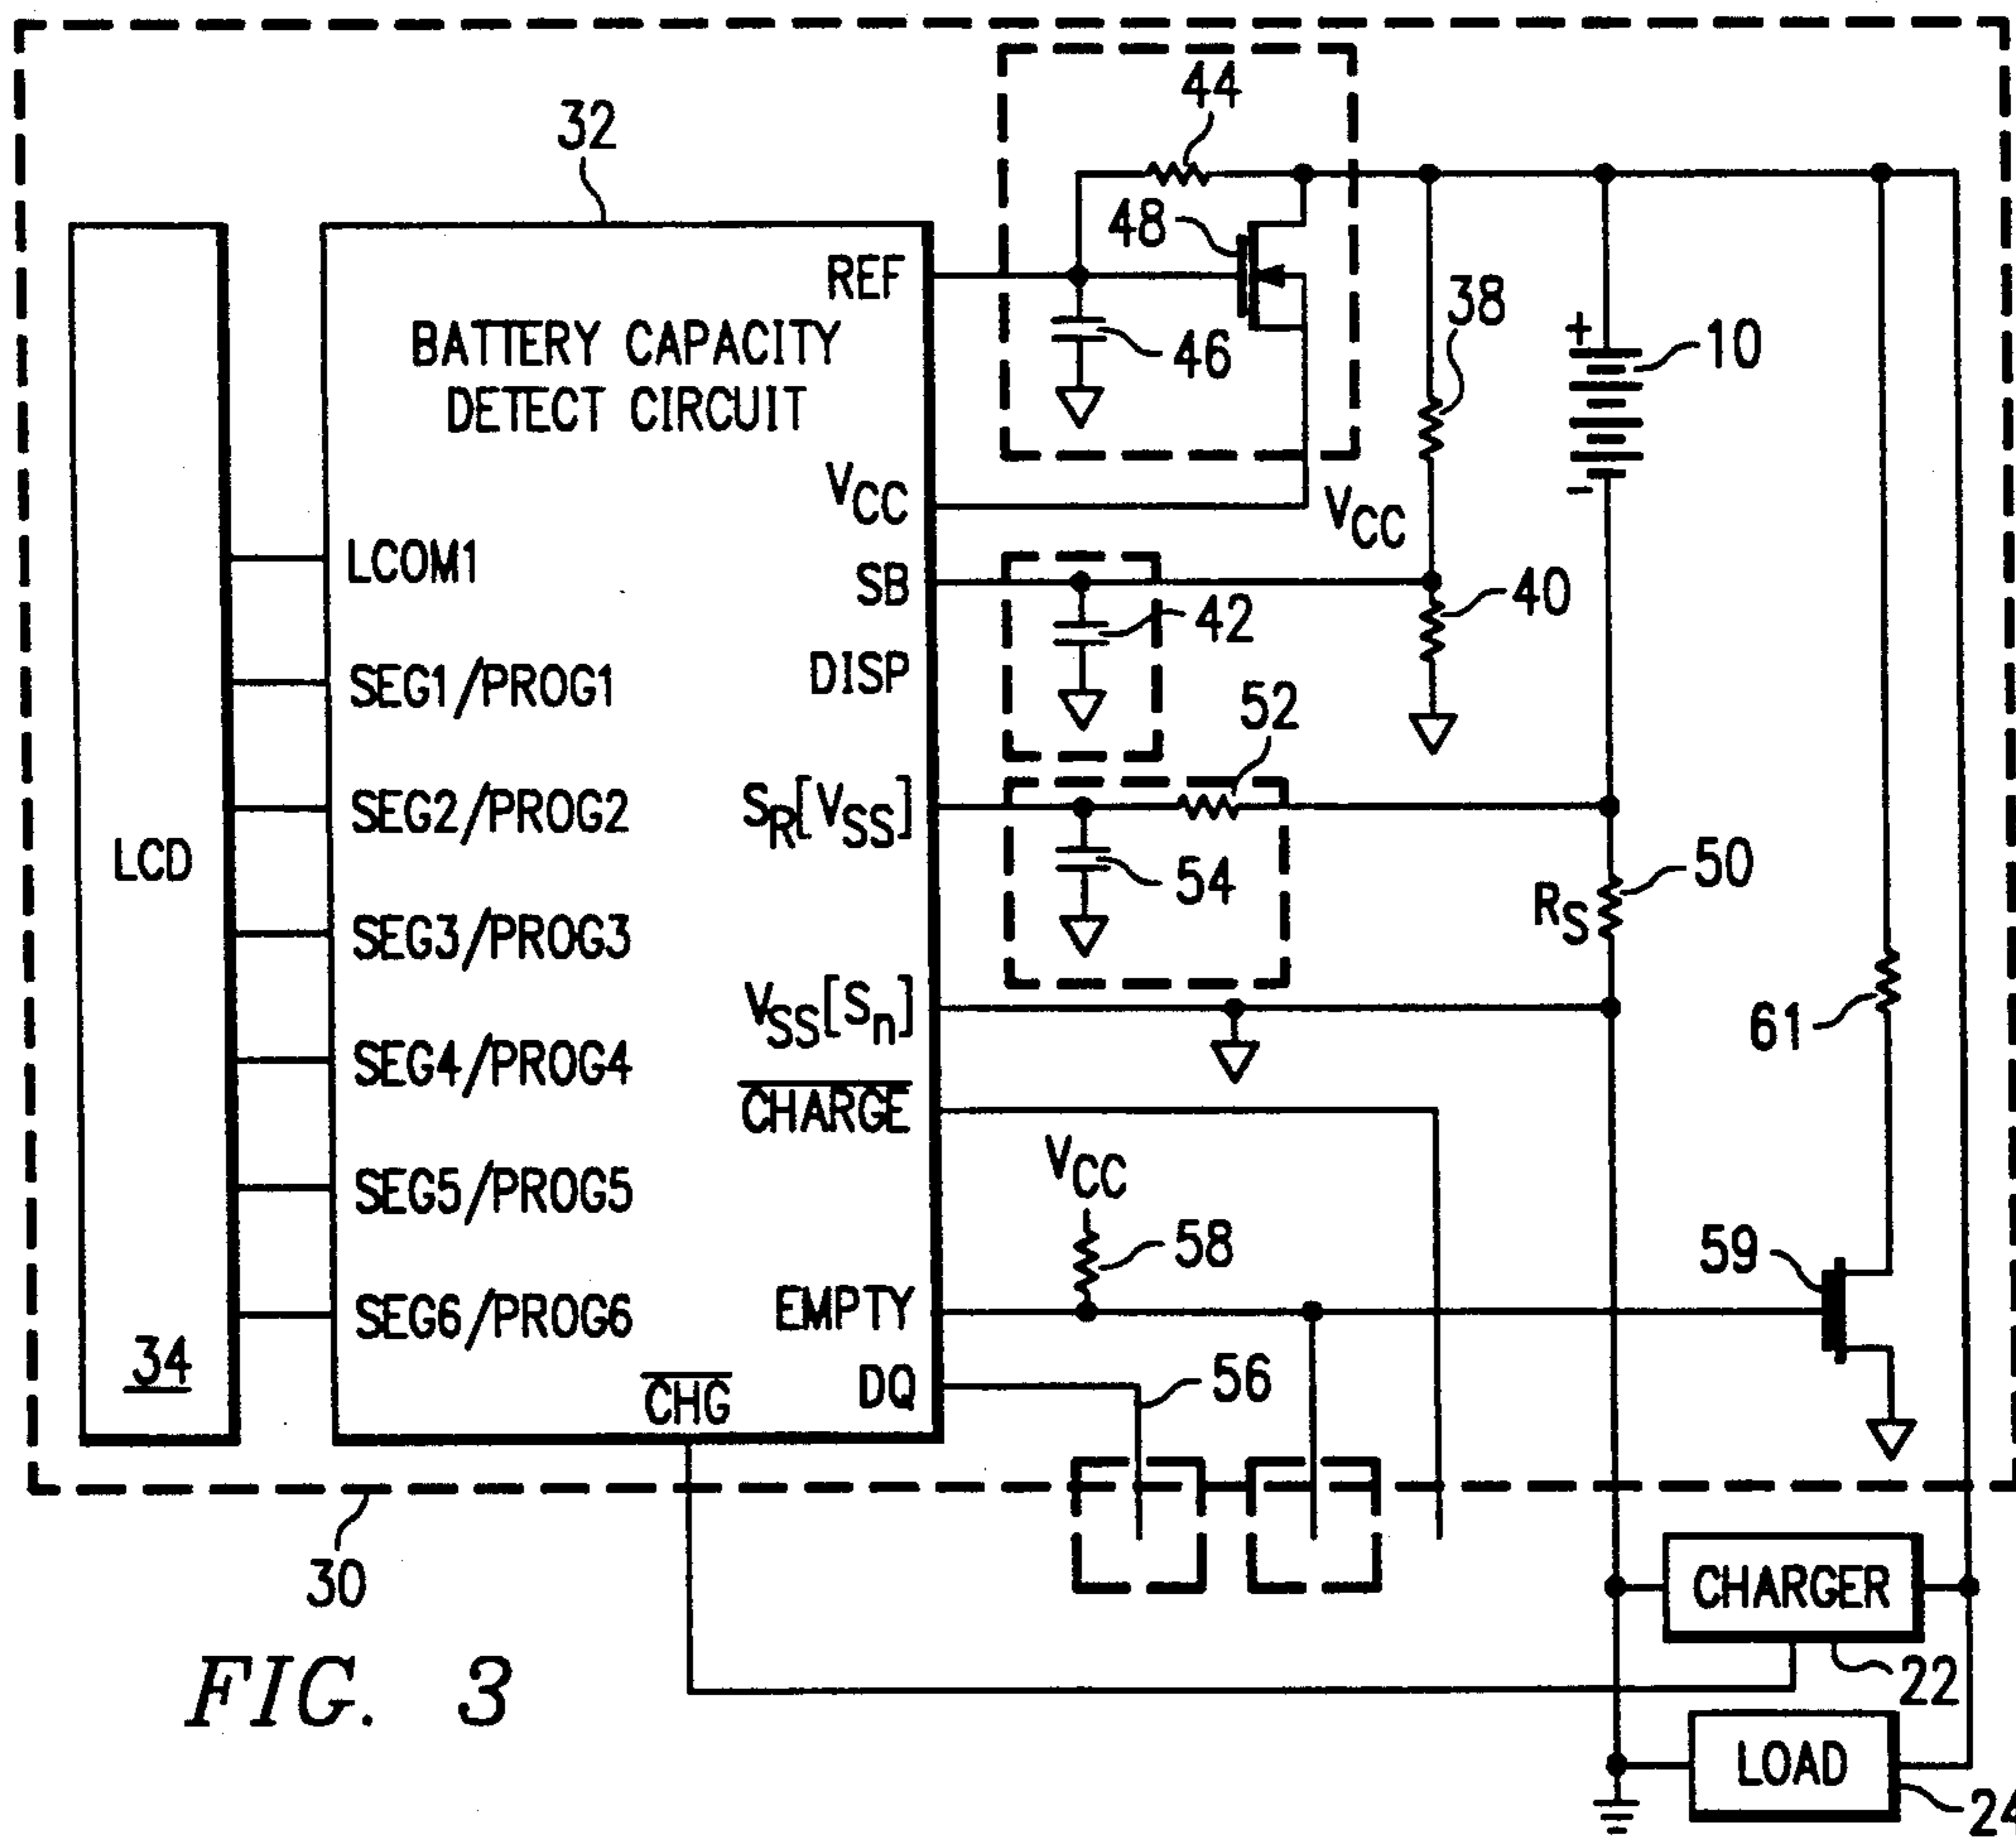 44
32
48
REF
38
+
10
BATTERY CAPACITY
DETECT CIRCUIT
46
VCC
-
VCC
LCOM1
SB
42
40
DISP
SEG1/PROG1
52
SR[VSS]
SEG2/PROG2
LCD
54
RS
50
SEG3/PROG3
VSS[Sn]
61
SEG4/PROG4
CHARGE
VCC
SEG5/PROG5
58
59
EMPTY
SEG6/PROG6
34
CHG
DQ
56
30
CHARGER
FIG. 3
22
LOAD
24